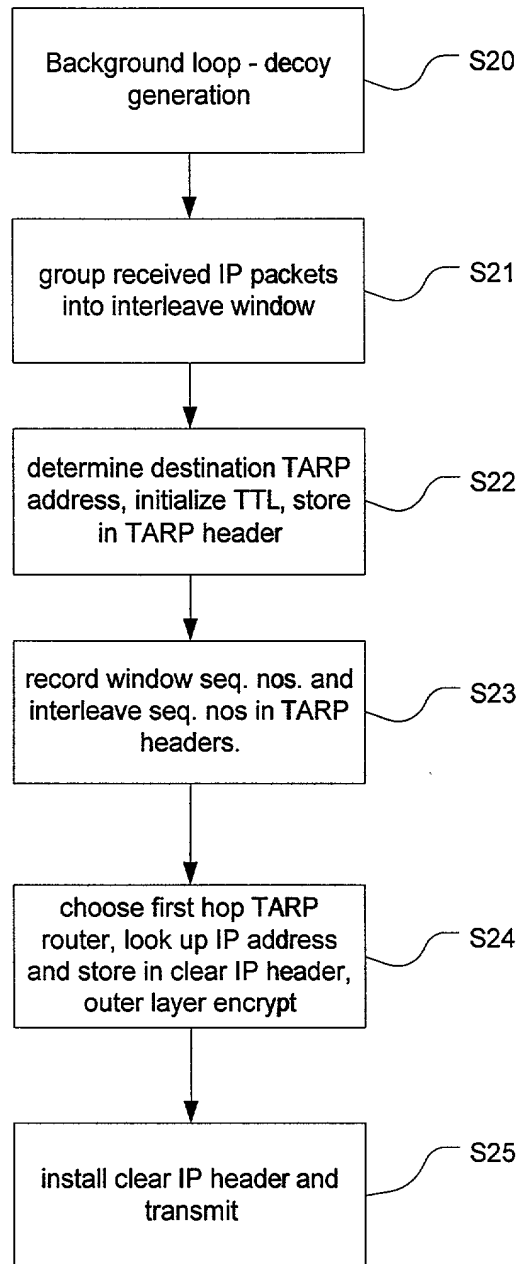 Background loop - decoy
generation
S20
group received IP packets
into interleave window
S21
determine destination TARP
address, initialize TTL, store
in TARP header
S22
record window seq. nos. and
interleave seq. nos in TARP
headers.
S23
choose first hop TARP
router, look up IP address
and store in clear IP header,
outer layer encrypt
S24
install clear IP header and
transmit
S25